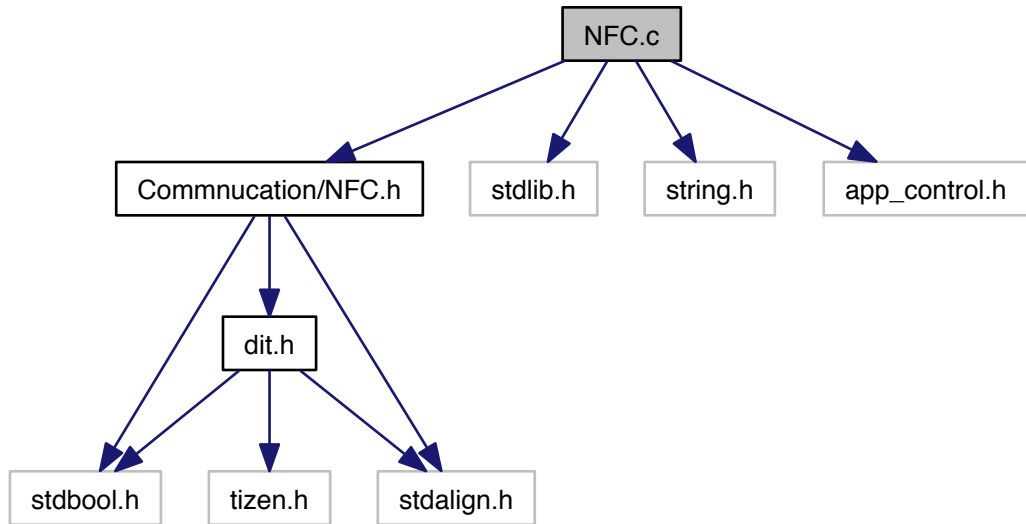 NFC.c
Commnucation/NFC.h
stdlib.h
string.h
app_control.h
dit.h
stdbool.h
tizen.h
stdalign.h